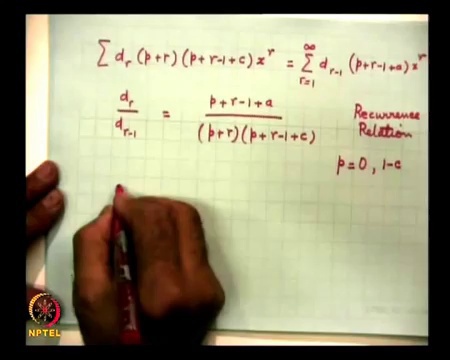 ∑ d_r (p+r) (p+r-1+c) x^r = ∑_{r=1}^{∞} d_{r-1} (p+r-1+a) x^r
d_r / d_{r-1} = p+r-1+a / (p+r)(p+r-1+c) Recurrence Relation
p=0, 1-c
NPTEL